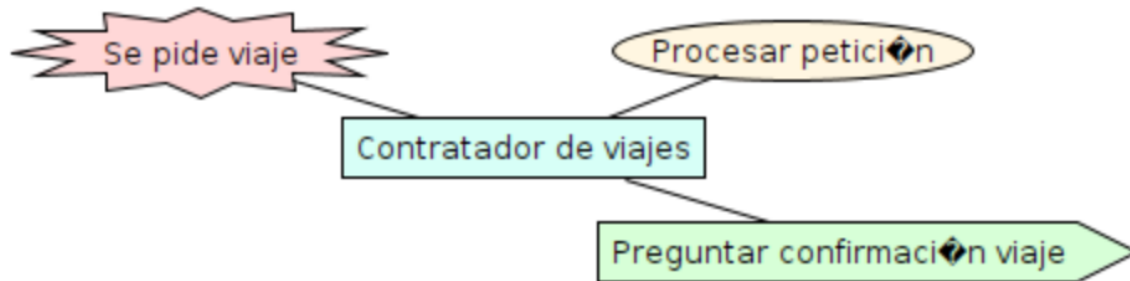 Se pide viaje
Procesar petici�n
Contratador de viajes
Preguntar confirmaci�n viaje